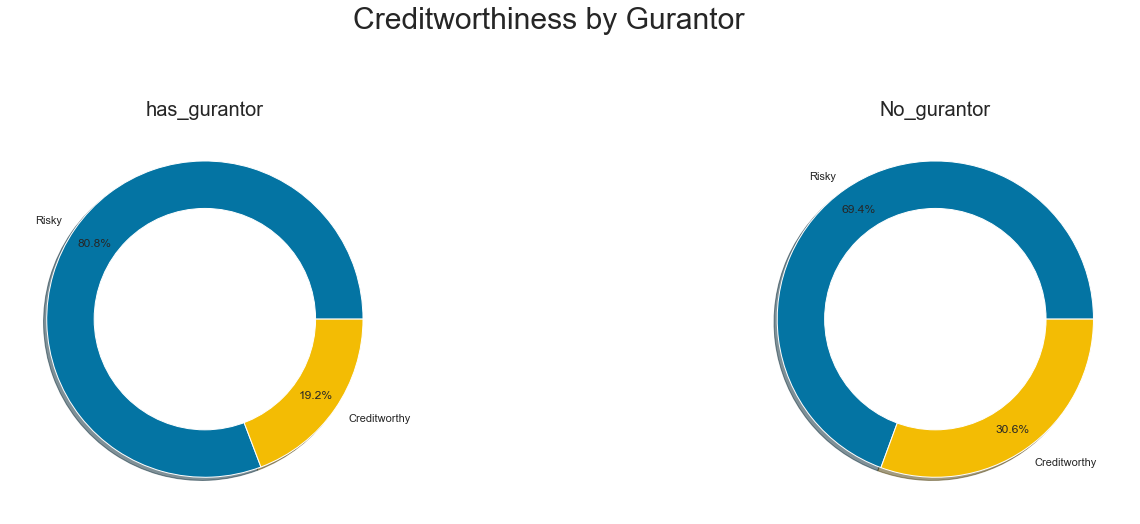 Creditworthiness by Gurantor
has_gurantor
Risky
80.8%
19.2%
Creditworthy
No_gurantor
Risky
69.4%
30.6%
Creditworthy